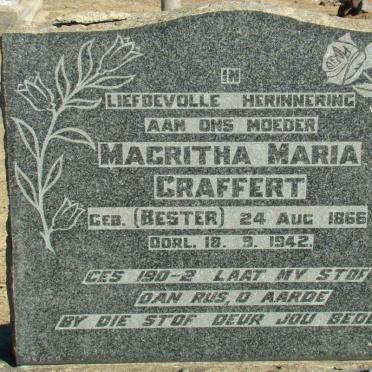 IN
LIEFDEVOLLE HERINNERING
AAN ONS MOEDER
MAGRITHA MARIA
GRAFFERT
GEB. (BESTER) 24 AUG 1866
OORL. 18. 9. 1942.
GES 190-2 LAAT MY STOF
DAN RUS, O AARDE
BY DIE STOF DEUR JOU